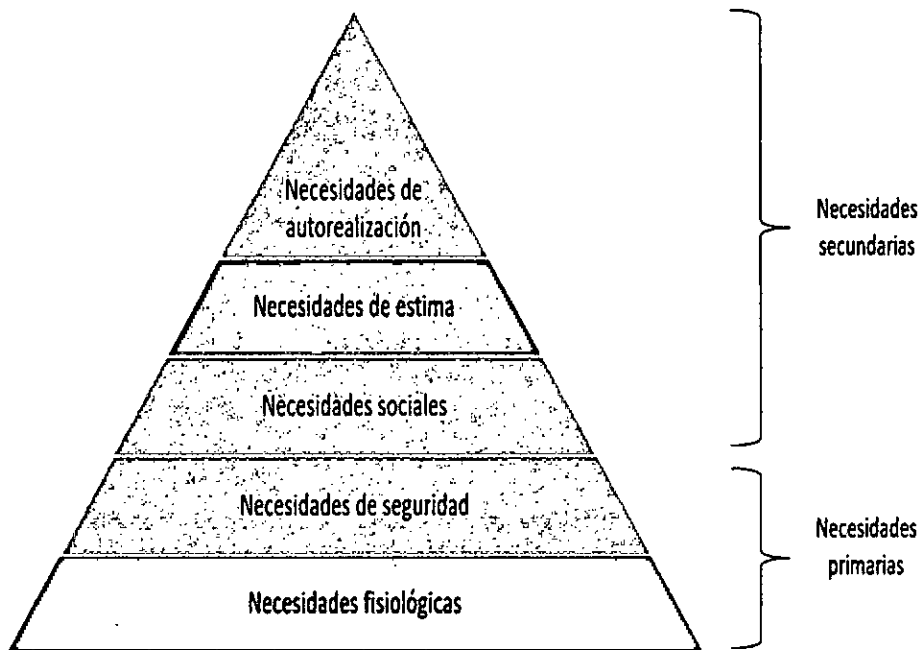 Necesidades de
autorealización
Necesidades de estima
Necesidades sociales
Necesidades de seguridad
Necesidades fisiológicas
Necesidades
secundarias
Necesidades
primarias